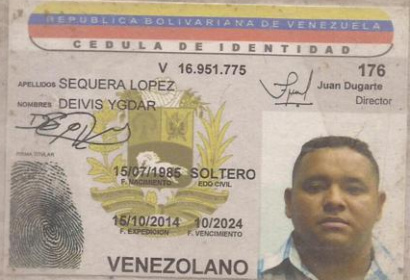 REPUBLICA BOLIVARIANA DE VENEZUELA
CEDULA DE IDENTIDAD
V 16.951.775 176
APELLIDOS SEQUERA LOPEZ
Juan Dugarte
NOMBRES DEIVIS YGDAR
Director
FIRMA TITULAR
15/07/1985 SOLTERO
F. NACIMIENTO EDO CIVIL
15/10/2014 10/2024
F. EXPEDICION F. VENCIMIENTO
VENEZOLANO